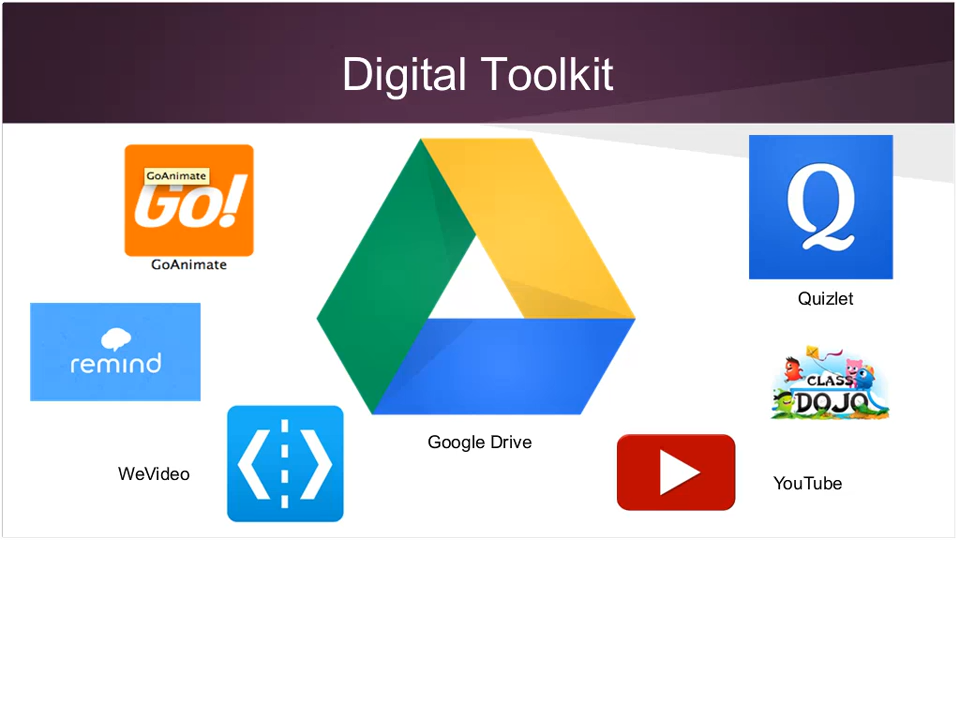 Digital Toolkit
GoAnimate
GO!
GoAnimate
Q
Quizlet
remind
CLASS
DOJO
Google Drive
WeVideo
YouTube